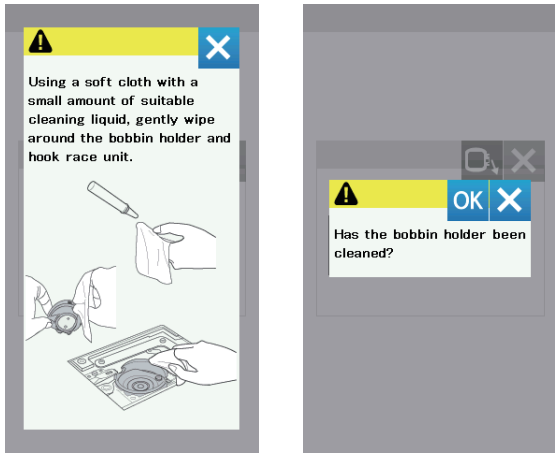 Using a soft cloth with a
small amount of suitable
cleaning liquid, gently wipe
around the bobbin holder and
hook race unit.
OK
Has the bobbin holder been
cleaned?